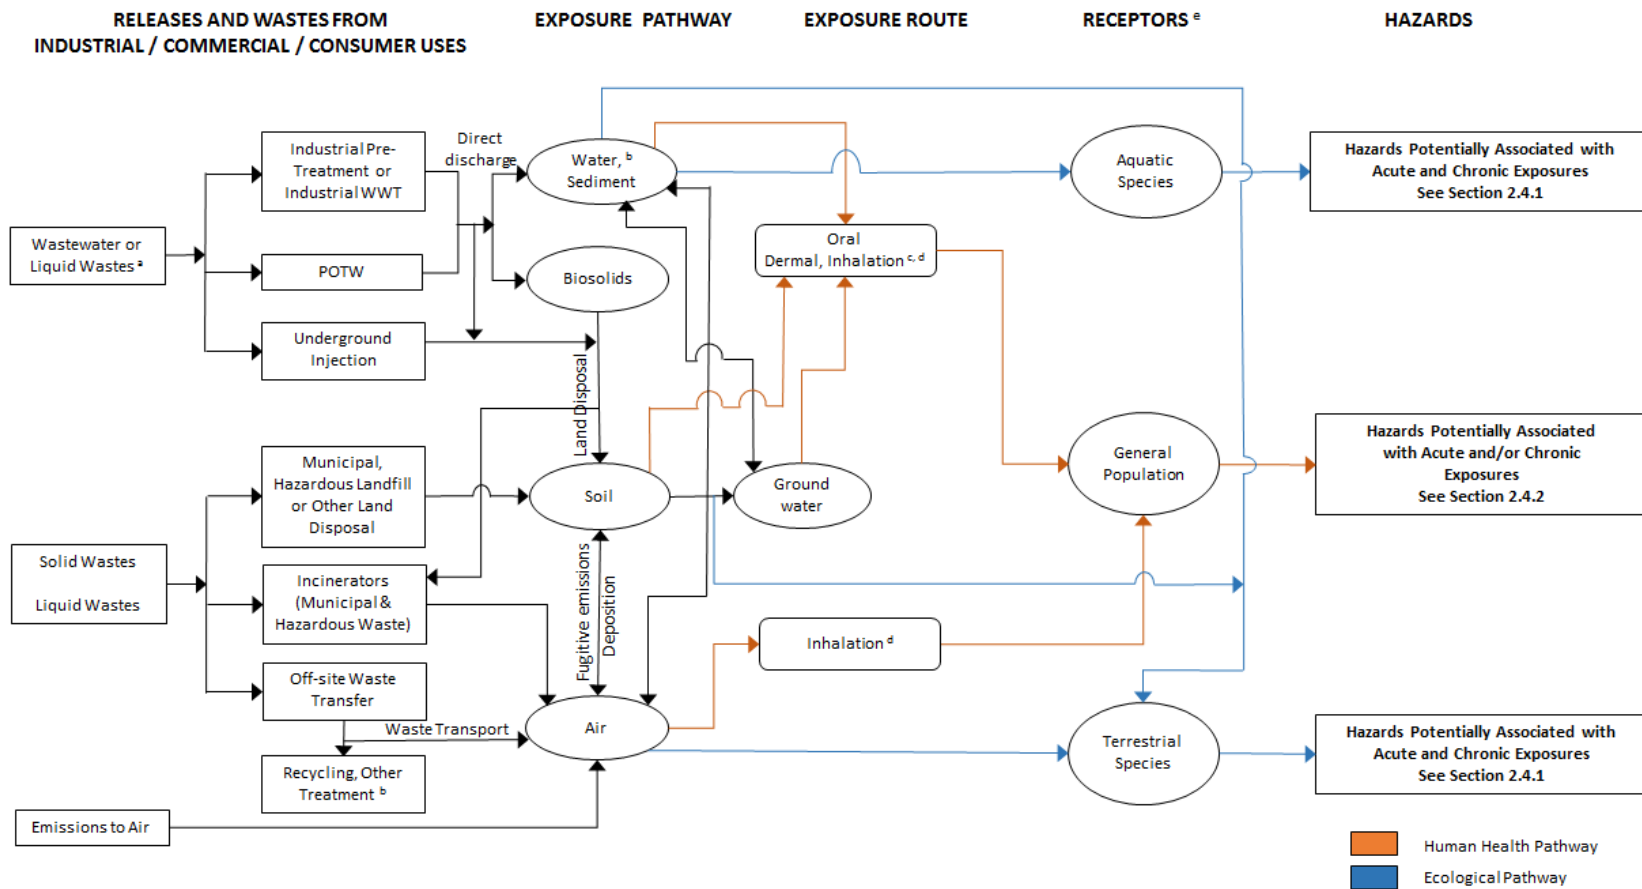 RELEASES AND WASTES FROM
INDUSTRIAL / COMMERCIAL / CONSUMER USES
EXPOSURE PATHWAY
EXPOSURE ROUTE
RECEPTORS e
HAZARDS
Wastewater or
Liquid Wastes a
Industrial Pre-
Treatment or
Industrial WWT
POTW
Underground
Injection
Direct
discharge
Water, b
Sediment
Biosolids
Land Disposal
Oral
Dermal, Inhalation c, d
Aquatic
Species
Hazards Potentially Associated with
Acute and Chronic Exposures
See Section 2.4.1
Solid Wastes
Liquid Wastes
Municipal,
Hazardous Landfill
or Other Land
Disposal
Incinerators
(Municipal &
Hazardous Waste)
Off-site Waste
Transfer
Recycling, Other
Treatment b
Waste Transport
Emissions to Air
Soil
Ground
water
Fugitive emissions
Deposition
Air
Inhalation d
General
Population
Hazards Potentially Associated
with Acute and/or Chronic
Exposures
See Section 2.4.2
Terrestrial
Species
Hazards Potentially Associated with
Acute and Chronic Exposures
See Section 2.4.1
Human Health Pathway
Ecological Pathway